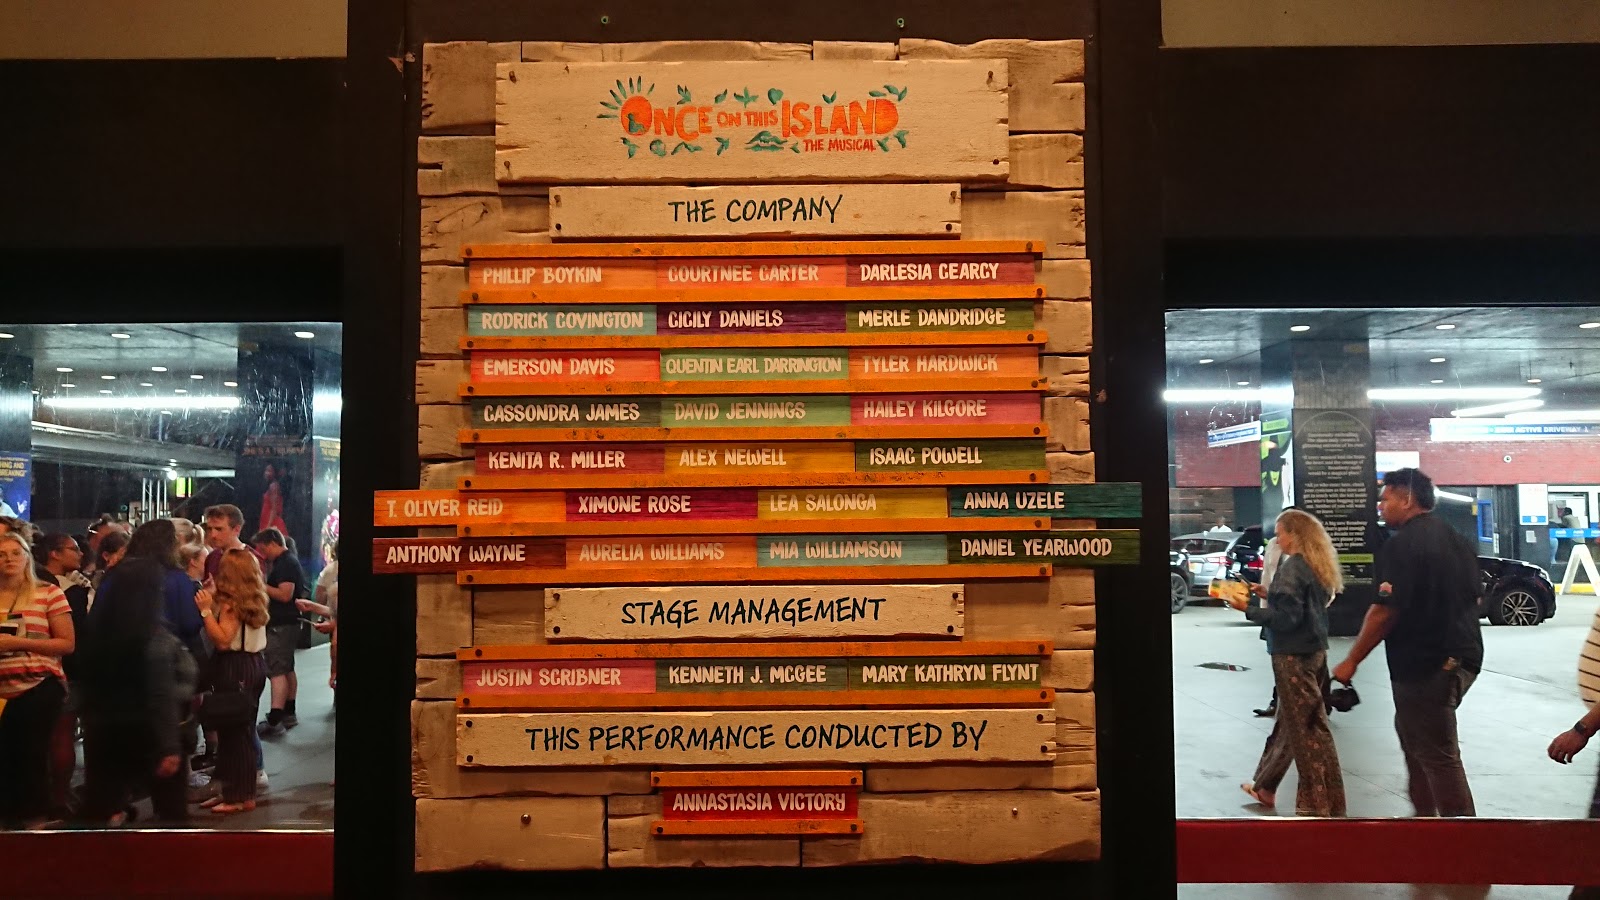 ONCE ON THIS ISLAND
THE MUSICAL
THE COMPANY
PHILLIP BOYKIN COURTNEE CARTER DARLESIA CEARCY
RODRICK COVINGTON CICILY DANIELS MERLE DANDRIDGE
EMERSON DAVIS QUENTIN EARL DARRINGTON TYLER HARDWICK
CASSONDRA JAMES DAVID JENNINGS HAILEY KILGORE
KENITA R. MILLER ALEX NEWELL ISAAC POWELL
T. OLIVER REID XIMONE ROSE LEA SALONGA ANNA UZELE
ANTHONY WAYNE AURELIA WILLIAMS MIA WILLIAMSON DANIEL YEARWOOD
STAGE MANAGEMENT
JUSTIN SCRIBNER KENNETH J. MCGEE MARY KATHRYN FLYNT
THIS PERFORMANCE CONDUCTED BY
ANNASTASIA VICTORY
ACTIVE DRIVEWAY